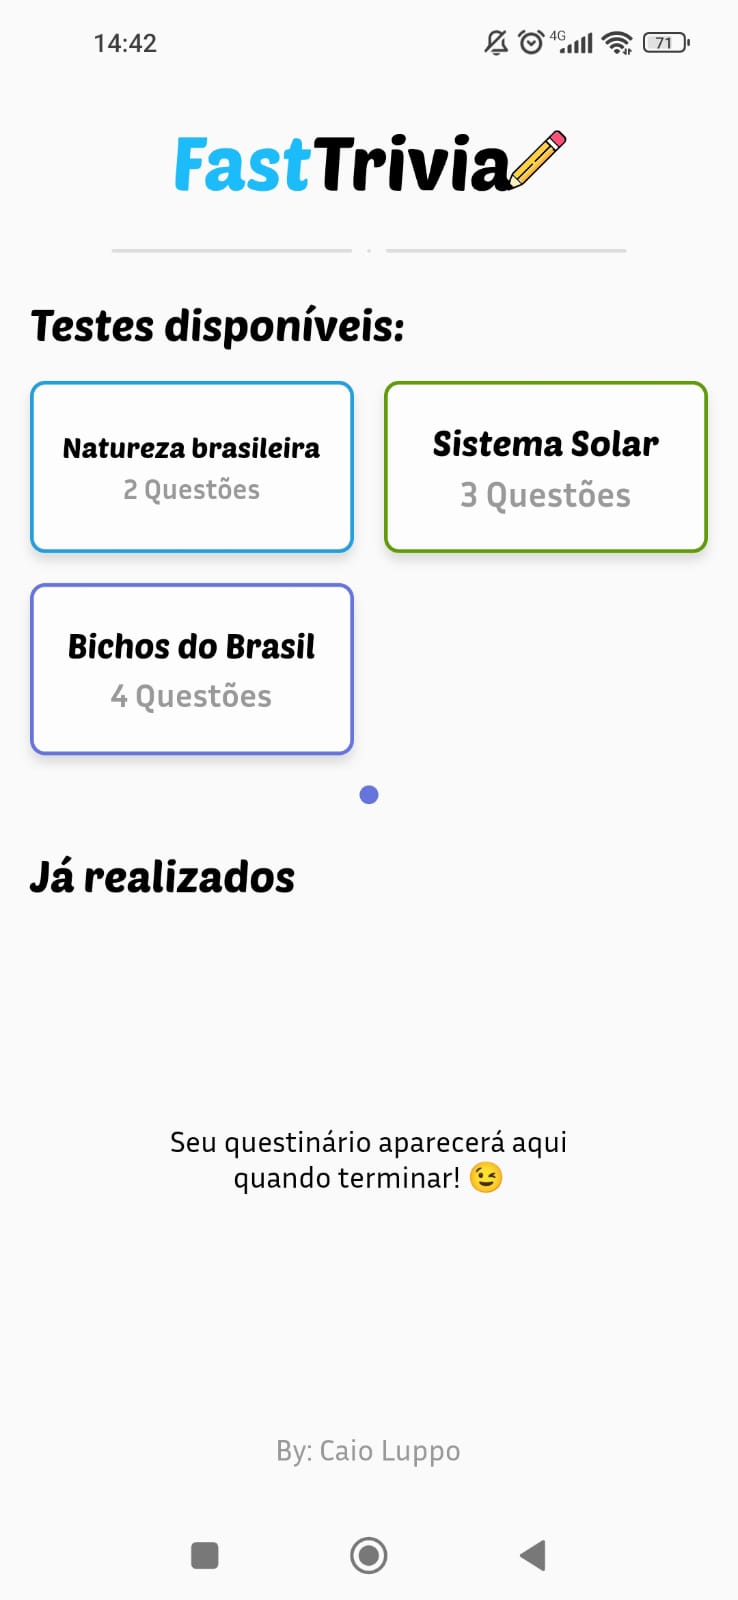 14:42
4G
71
FastTrivia
Testes disponíveis:
Natureza brasileira
2 Questões
Sistema Solar
3 Questões
Bichos do Brasil
4 Questões
Já realizados
Seu questinário aparecerá aqui
quando terminar! 😉
By: Caio Luppo